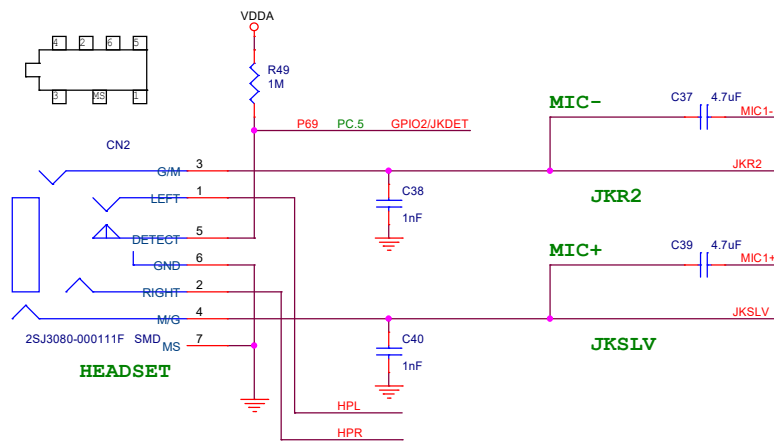 VDDA
4 2 6 5
R49
1M
3 MS 1
C37 4.7uF
MIC-
MIC1-
P69 PC.5 GPIO2/JKDET
CN2
G/M 3
JKR2
LEFT 1
C38
JKR2
1nF
DETECT 5
MIC+
C39 4.7uF
GND 6
MIC1+
RIGHT 2
M/G 4
JKSLV
2SJ3080-000111F SMD
MS 7
C40
JKSLV
1nF
HEADSET
HPL
HPR